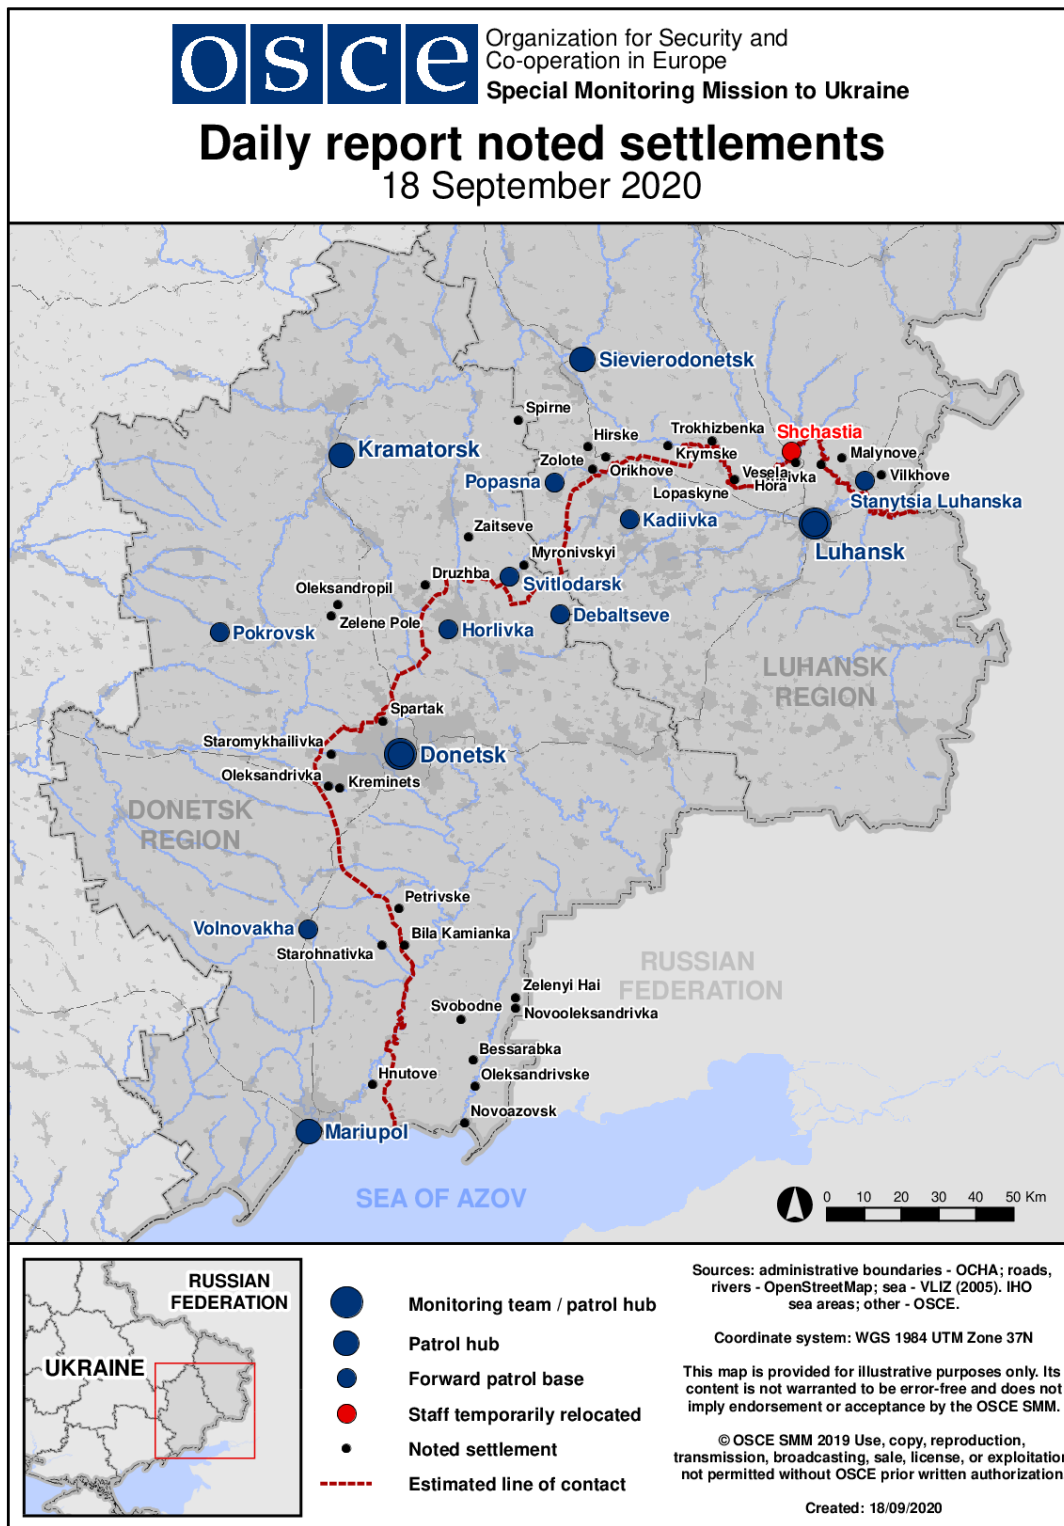 osce
Organization for Security and
Co-operation in Europe
Special Monitoring Mission to Ukraine
Daily report noted settlements
18 September 2020
Sievierodonetsk
Spirne
Trokhizbenka
Shchastia
Hirske
Kramatorsk
Krymske
Malynove
Zolote
Orikhove
Vesela
Hora
Vilkhove
Popasna
Lopaskyne
Stanytsia Luhanska
Kadiivka
Zaitseve
Luhansk
Myronivskyi
Druzhba
Svitlodarsk
Oleksandropil
Debaltseve
Zelene Pole
Horlivka
Pokrovsk
LUHANSK
REGION
Spartak
Staromykhailivka
Donetsk
Oleksandrivka
Kreminets
DONETSK
REGION
Petrivske
Volnovakha
Bila Kamianka
Starohnativka
RUSSIAN
FEDERATION
Zelenyi Hai
Svobodne
Novooleksandrivka
Bessarabka
Hnutove
Oleksandrivske
Novoazovsk
Mariupol
SEA OF AZOV
0 10 20 30 40 50 Km
RUSSIAN
FEDERATION
UKRAINE
Monitoring team / patrol hub
Patrol hub
Forward patrol base
Staff temporarily relocated
Noted settlement
Estimated line of contact
Sources: administrative boundaries - OCHA; roads,
rivers - OpenStreetMap; sea - VLIZ (2005). IHO
sea areas; other - OSCE.
Coordinate system: WGS 1984 UTM Zone 37N
This map is provided for illustrative purposes only. Its
content is not warranted to be error-free and does not
imply endorsement or acceptance by the OSCE SMM.
© OSCE SMM 2019 Use, copy, reproduction,
transmission, broadcasting, sale, license, or exploitation
not permitted without OSCE prior written authorization
Created: 18/09/2020